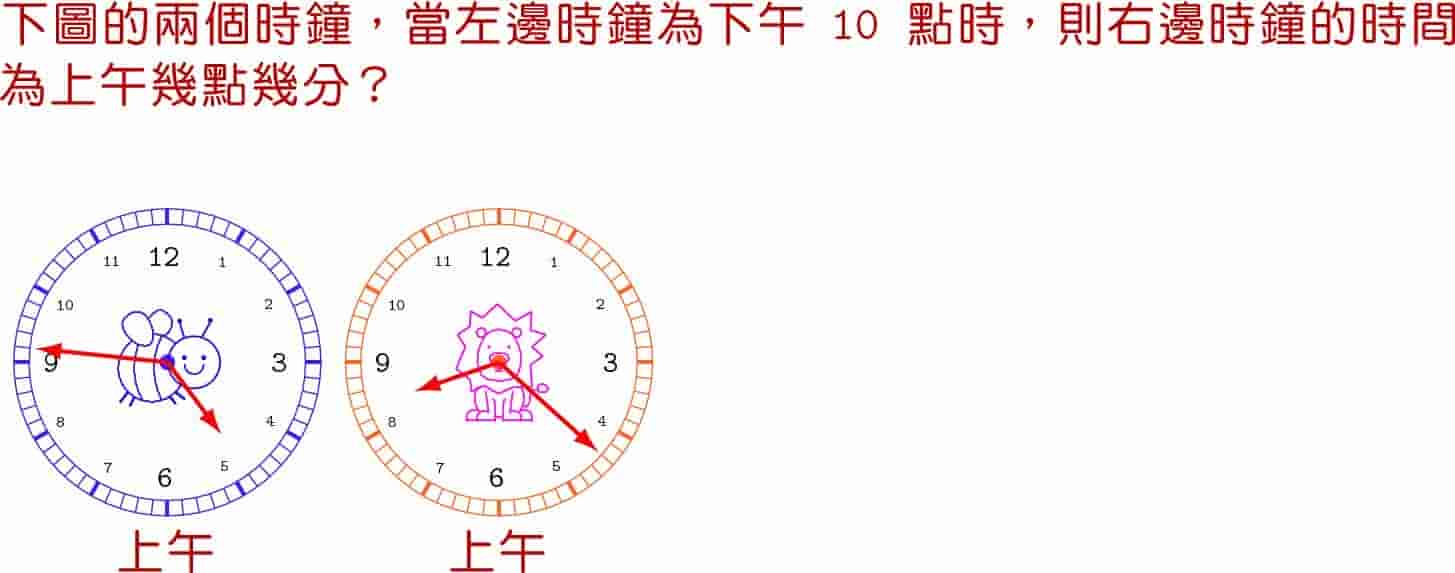 下圖的兩個時鐘，當左邊時鐘為下午 10 點時，則右邊時鐘的時間
為上午幾點幾分？
11 12 1 11 12 1
10 2 10 2
9 3 9 3
8 4 8 4
7 6 5 7 6 5
上午 上午